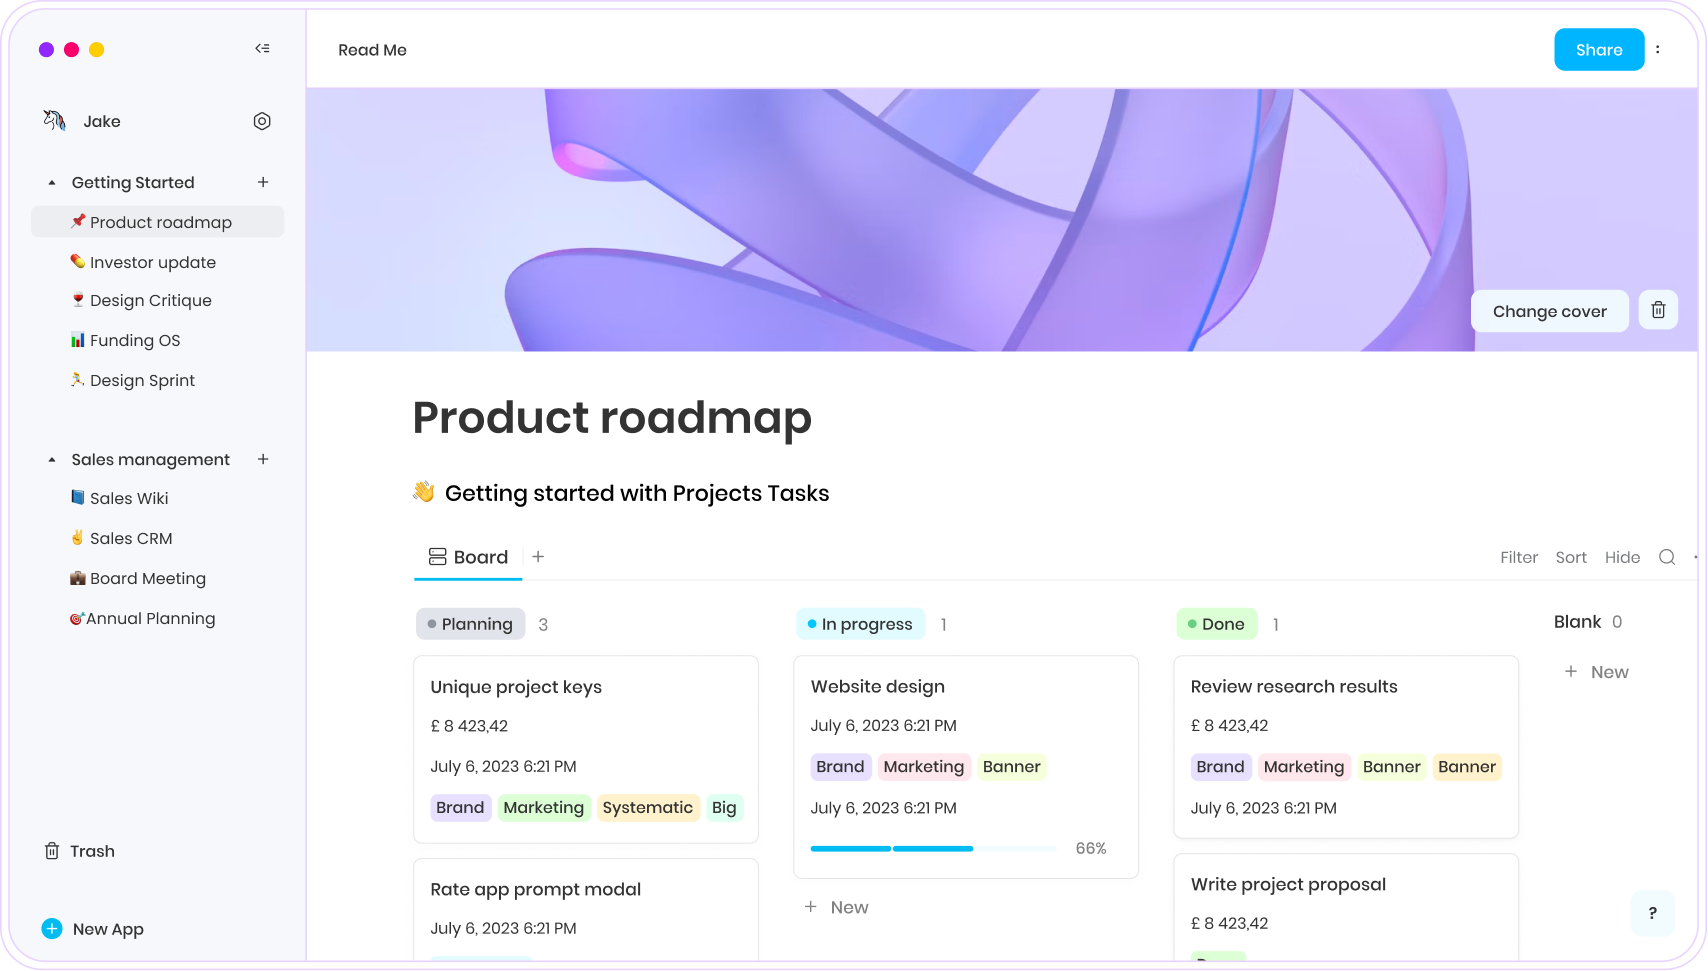 Read Me
Share
Jake
Getting Started
Product roadmap
Investor update
Design Critique
Funding OS
Design Sprint
Sales management
Sales Wiki
Sales CRM
Board Meeting
Annual Planning
Trash
New App
Change cover
Product roadmap
👋 Getting started with Projects Tasks
Board
Filter Sort Hide
Planning 3
Unique project keys
£ 8 423,42
July 6, 2023 6:21 PM
Brand Marketing Systematic Big
Rate app prompt modal
July 6, 2023 6:21 PM
In progress 1
Website design
July 6, 2023 6:21 PM
Brand Marketing Banner
July 6, 2023 6:21 PM
66%
+ New
Done 1
Review research results
£ 8 423,42
July 6, 2023 6:21 PM
Brand Marketing Banner Banner
Write project proposal
£ 8 423,42
Blank 0
+ New
?